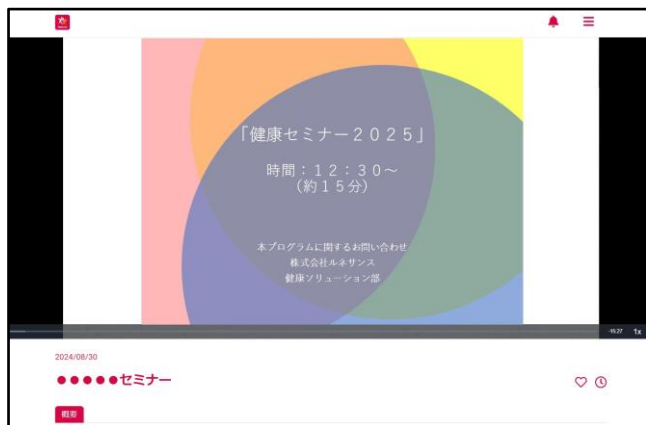 「健康セミナー２０２５」
時間：１２：３０～
（約１５分）
本プログラムに関するお問い合わせ
株式会社ルネサンス
健康ソリューション部
-15:27 1x
2024/08/30
●●●●●セミナー
概要